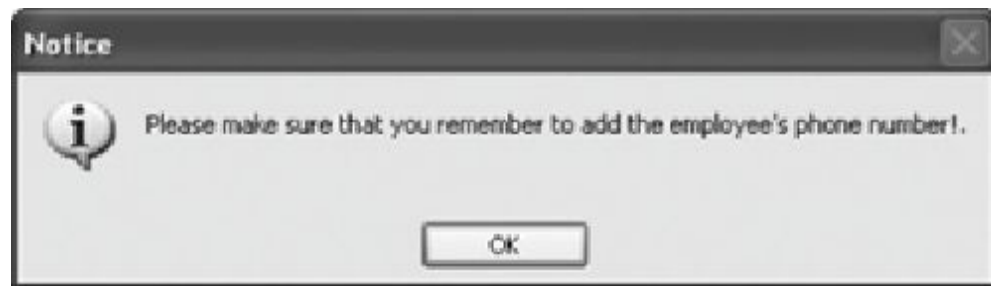 Notice
Please make sure that you remember to add the employee's phone number!.
OK